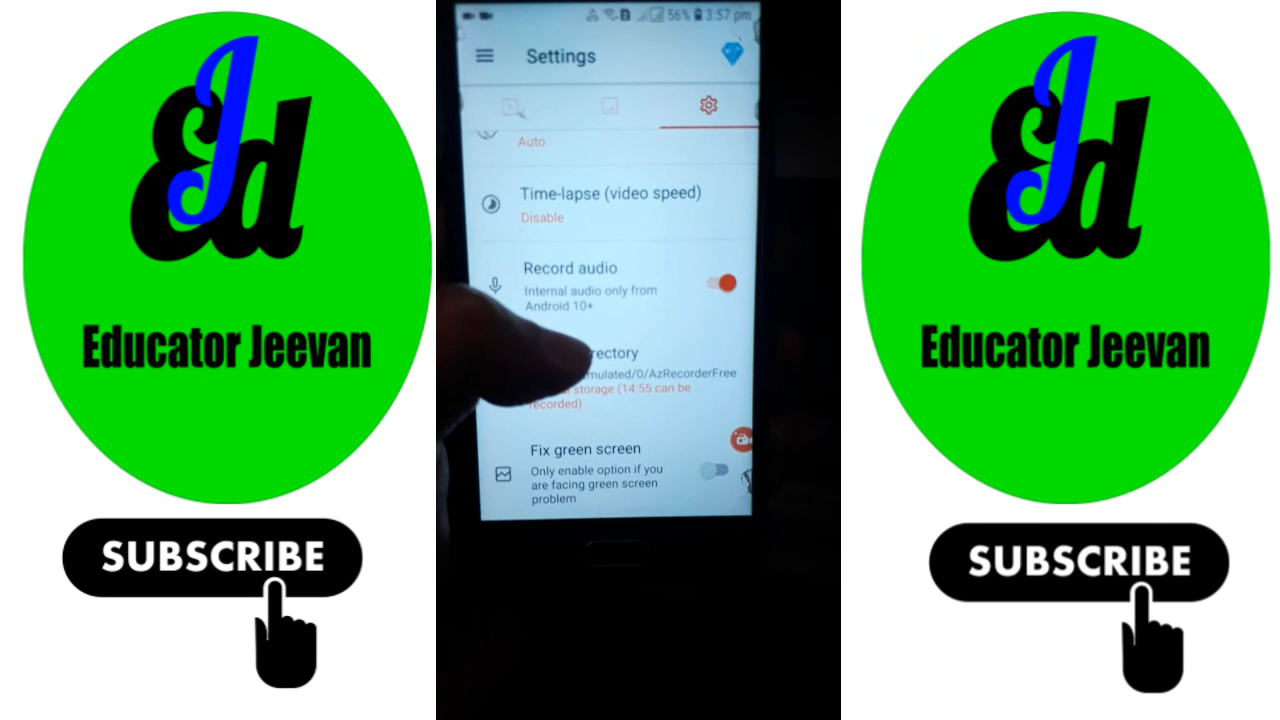 EJd
Educator Jeevan
SUBSCRIBE
56% 3:57 pm
Settings
Auto
Time-lapse (video speed)
Disable
Record audio
Internal audio only from
Android 10+
rectory
mulated/0/AzRecorderFree
storage (14:55 can be
recorded)
Fix green screen
Only enable option if you
are facing green screen
problem
EJd
Educator Jeevan
SUBSCRIBE